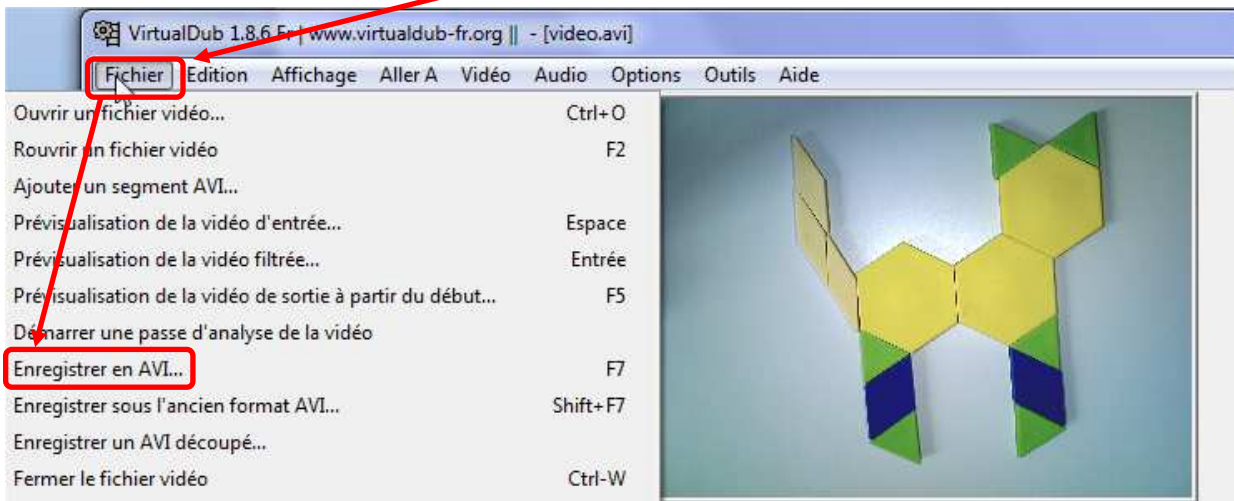 VirtualDub 1.8.6 Fr | www.virtualdub-fr.org || - [video.avi]
Fichier Edition Affichage Aller A Vidéo Audio Options Outils Aide
Ouvrir un fichier vidéo... Ctrl+O
Rouvrir un fichier vidéo F2
Ajouter un segment AVI...
Prévisualisation de la vidéo d'entrée... Espace
Prévisualisation de la vidéo filtrée... Entrée
Prévisualisation de la vidéo de sortie à partir du début... F5
Démarrer une passe d'analyse de la vidéo
Enregistrer en AVI... F7
Enregistrer sous l'ancien format AVI... Shift+F7
Enregistrer un AVI découpé...
Fermer le fichier vidéo Ctrl-W